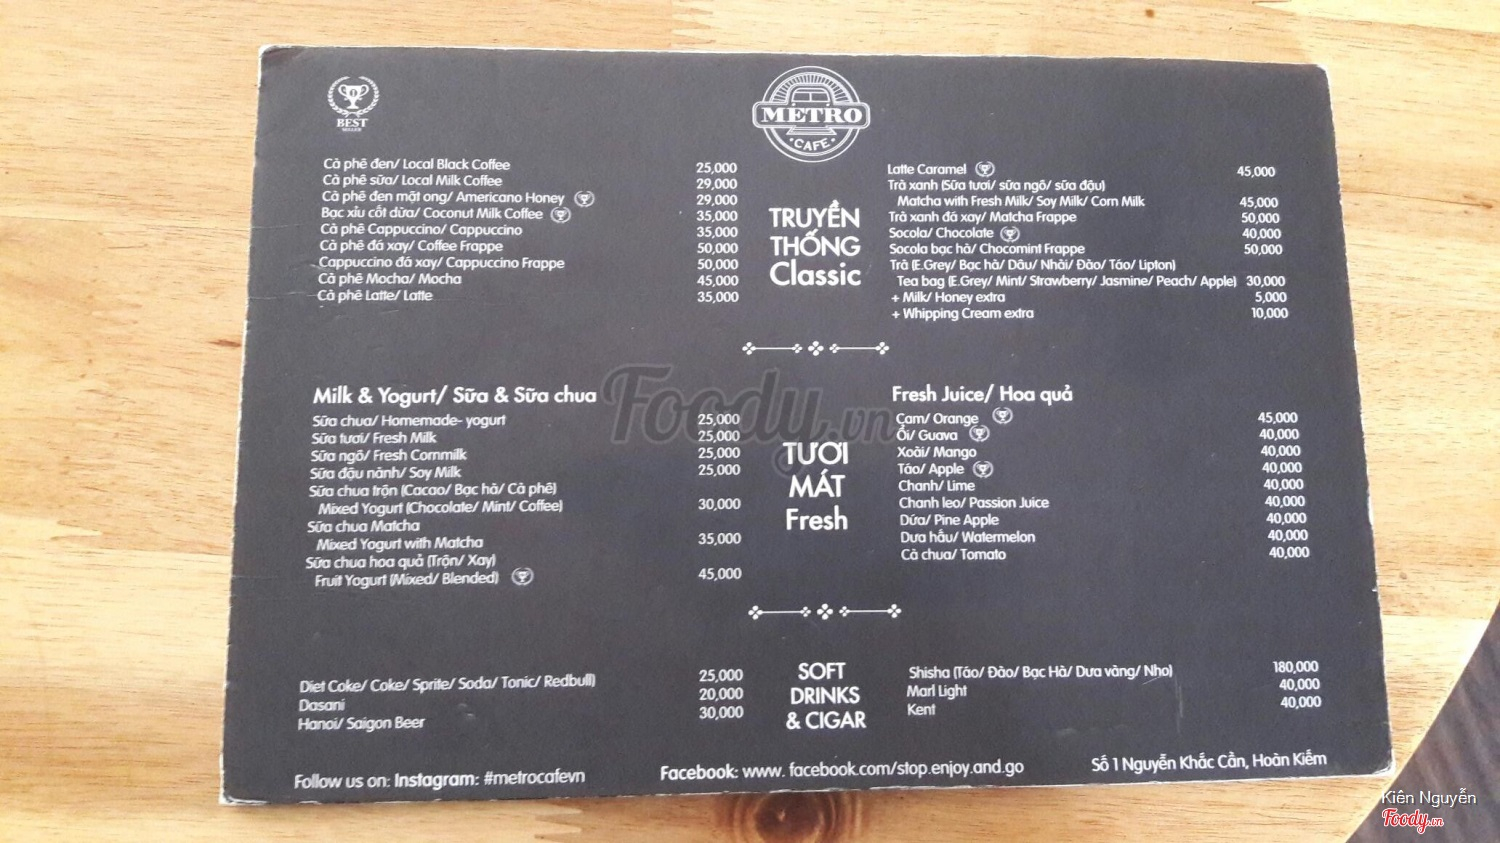 BEST
SELLER
METRO
CAFE
Cà phê đen/ Local Black Coffee 25,000
Cà phê sữa/ Local Milk Coffee 29,000
Cà phê đen mật ong/ Americano Honey 29,000
Bạc xỉu cốt dừa/ Coconut Milk Coffee 35,000
Cà phê Cappuccino/ Cappuccino 35,000
Cà phê đá xay/ Coffee Frappe 50,000
Cappuccino đá xay/ Cappuccino Frappe 50,000
Cà phê Mocha/ Mocha 45,000
Cà phê Latte/ Latte 35,000
TRUYỀN
THỐNG
Classic
Latte Caramel 45,000
Trà xanh (Sữa tươi/ sữa ngô/ sữa đậu)
Matcha with Fresh Milk/ Soy Milk/ Corn Milk 45,000
Trà xanh đá xay/ Matcha Frappe 50,000
Socola/ Chocolate 40,000
Socola bạc hà/ Chocomint Frappe 50,000
Trà (E.Grey/ Bạc hà/ Dâu/ Nhài/ Đào/ Táo/ Lipton)
Tea bag (E.Grey/ Mint/ Strawberry/ Jasmine/ Peach/ Apple) 30,000
+ Milk/ Honey extra 5,000
+ Whipping Cream extra 10,000
Milk & Yogurt/ Sữa & Sữa chua
Sữa chua/ Homemade- yogurt 25,000
Sữa tươi/ Fresh Milk 25,000
Sữa ngô/ Fresh Cornmilk 25,000
Sữa đậu nành/ Soy Milk 25,000
Sữa chua trộn (Cacao/ Bạc hà/ Cà phê)
Mixed Yogurt (Chocolate/ Mint/ Coffee) 30,000
Sữa chua Matcha
Mixed Yogurt with Matcha 35,000
Sữa chua hoa quả (Trộn/ Xay)
Fruit Yogurt (Mixed/ Blended) 45,000
Foody.vn
TƯƠI
MÁT
Fresh
Fresh Juice/ Hoa quả
Cam/ Orange 45,000
Ổi/ Guava 40,000
Xoài/ Mango 40,000
Táo/ Apple 40,000
Chanh/ Lime 40,000
Chanh leo/ Passion Juice 40,000
Dứa/ Pine Apple 40,000
Dưa hấu/ Watermelon 40,000
Cà chua/ Tomato 40,000
Diet Coke/ Coke/ Sprite/ Soda/ Tonic/ Redbull) 25,000
Dasani 20,000
Hanoi/ Saigon Beer 30,000
SOFT
DRINKS
& CIGAR
Shisha (Táo/ Đào/ Bạc Hà/ Dưa vàng/ Nho) 180,000
Marl Light 40,000
Kent 40,000
Follow us on: Instagram: #metrocafevn
Facebook: www. facebook.com/stop.enjoy.and.go
Số 1 Nguyễn Khắc Cần, Hoàn Kiếm
Kiên Nguyễn
Foody.vn